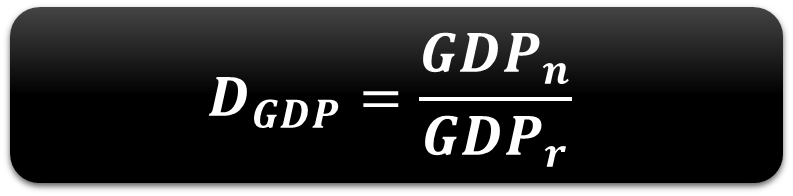 D_GDP = GDP_n / GDP_r